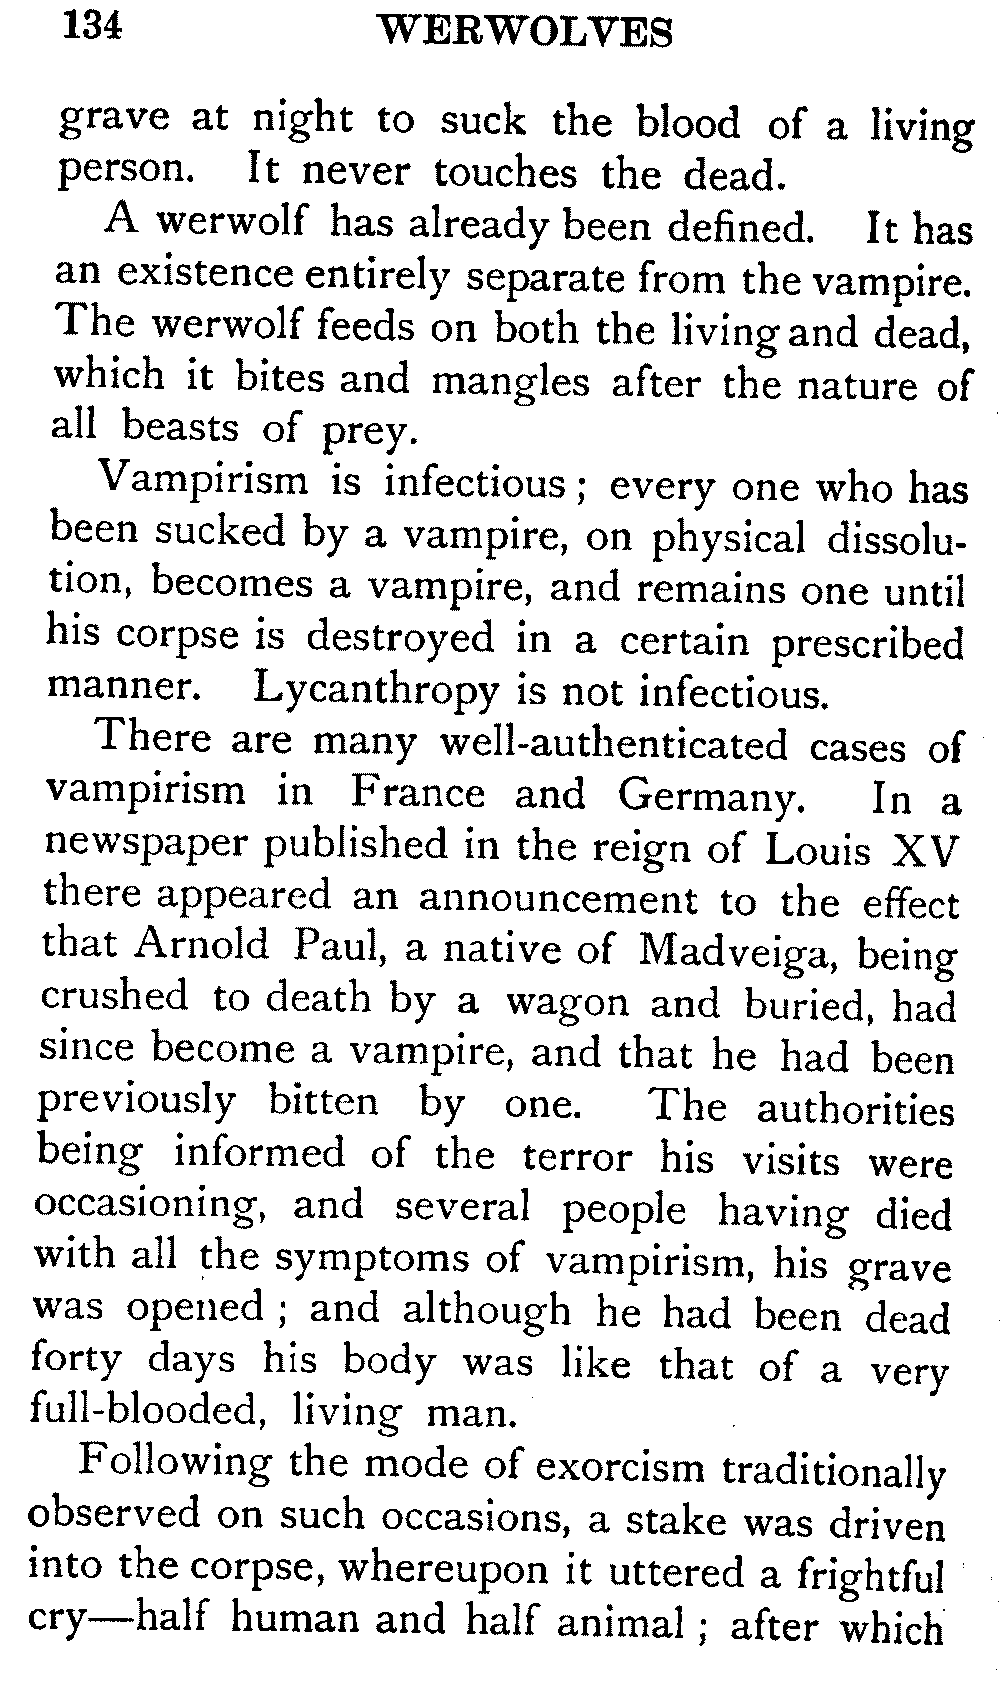 134 WERWOLVES
grave at night to suck the blood of a living
person. It never touches the dead.
A werwolf has already been defined. It has
an existence entirely separate from the vampire.
The werwolf feeds on both the living and dead,
which it bites and mangles after the nature of
all beasts of prey.
Vampirism is infectious ; every one who has
been sucked by a vampire, on physical dissolu-
tion, becomes a vampire, and remains one until
his corpse is destroyed in a certain prescribed
manner. Lycanthropy is not infectious.
There are many well-authenticated cases of
vampirism in France and Germany. In a
newspaper published in the reign of Louis XV
there appeared an announcement to the effect
that Arnold Paul, a native of Madveiga, being
crushed to death by a wagon and buried, had
since become a vampire, and that he had been
previously bitten by one. The authorities
being informed of the terror his visits were
occasioning, and several people having died
with all the symptoms of vampirism, his grave
was opened ; and although he had been dead
forty days his body was like that of a very
full-blooded, living man.
Following the mode of exorcism traditionally
observed on such occasions, a stake was driven
into the corpse, whereupon it uttered a frightful
cry—half human and half animal ; after which